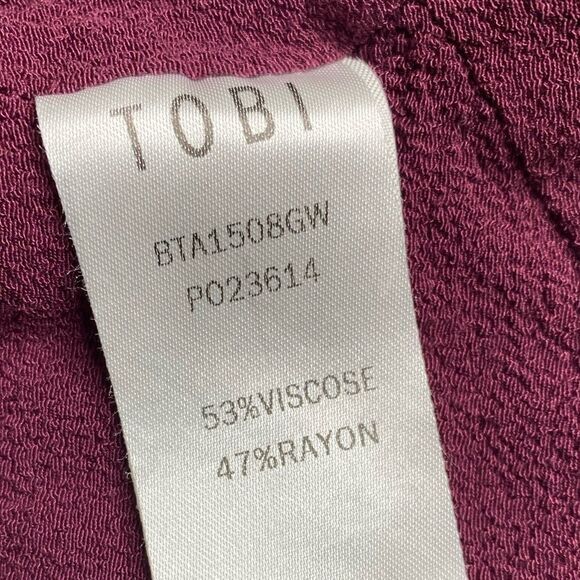 TOBI
BTA1508GW
PO23614
53%VISCOSE
47%RAYON